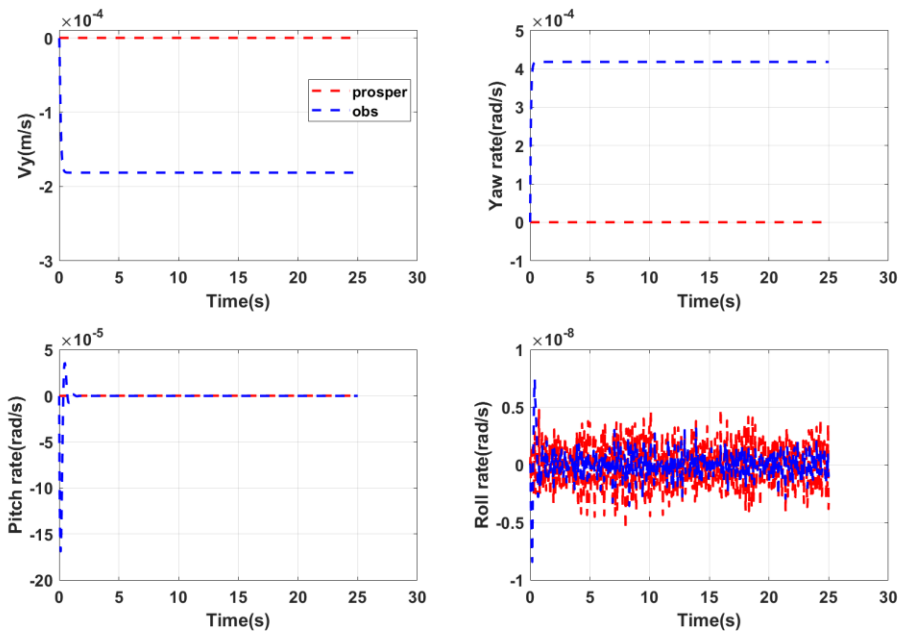 ×10^-4
0
-1
-2
-3
Vy(m/s)
0 5 10 15 20 25 30
Time(s)
prosper
obs
×10^-4
5
4
3
2
1
0
-1
Yaw rate(rad/s)
0 5 10 15 20 25 30
Time(s)
×10^-5
5
0
-5
-10
-15
-20
Pitch rate(rad/s)
0 5 10 15 20 25 30
Time(s)
×10^-8
1
0.5
0
-0.5
-1
Roll rate(rad/s)
0 5 10 15 20 25 30
Time(s)